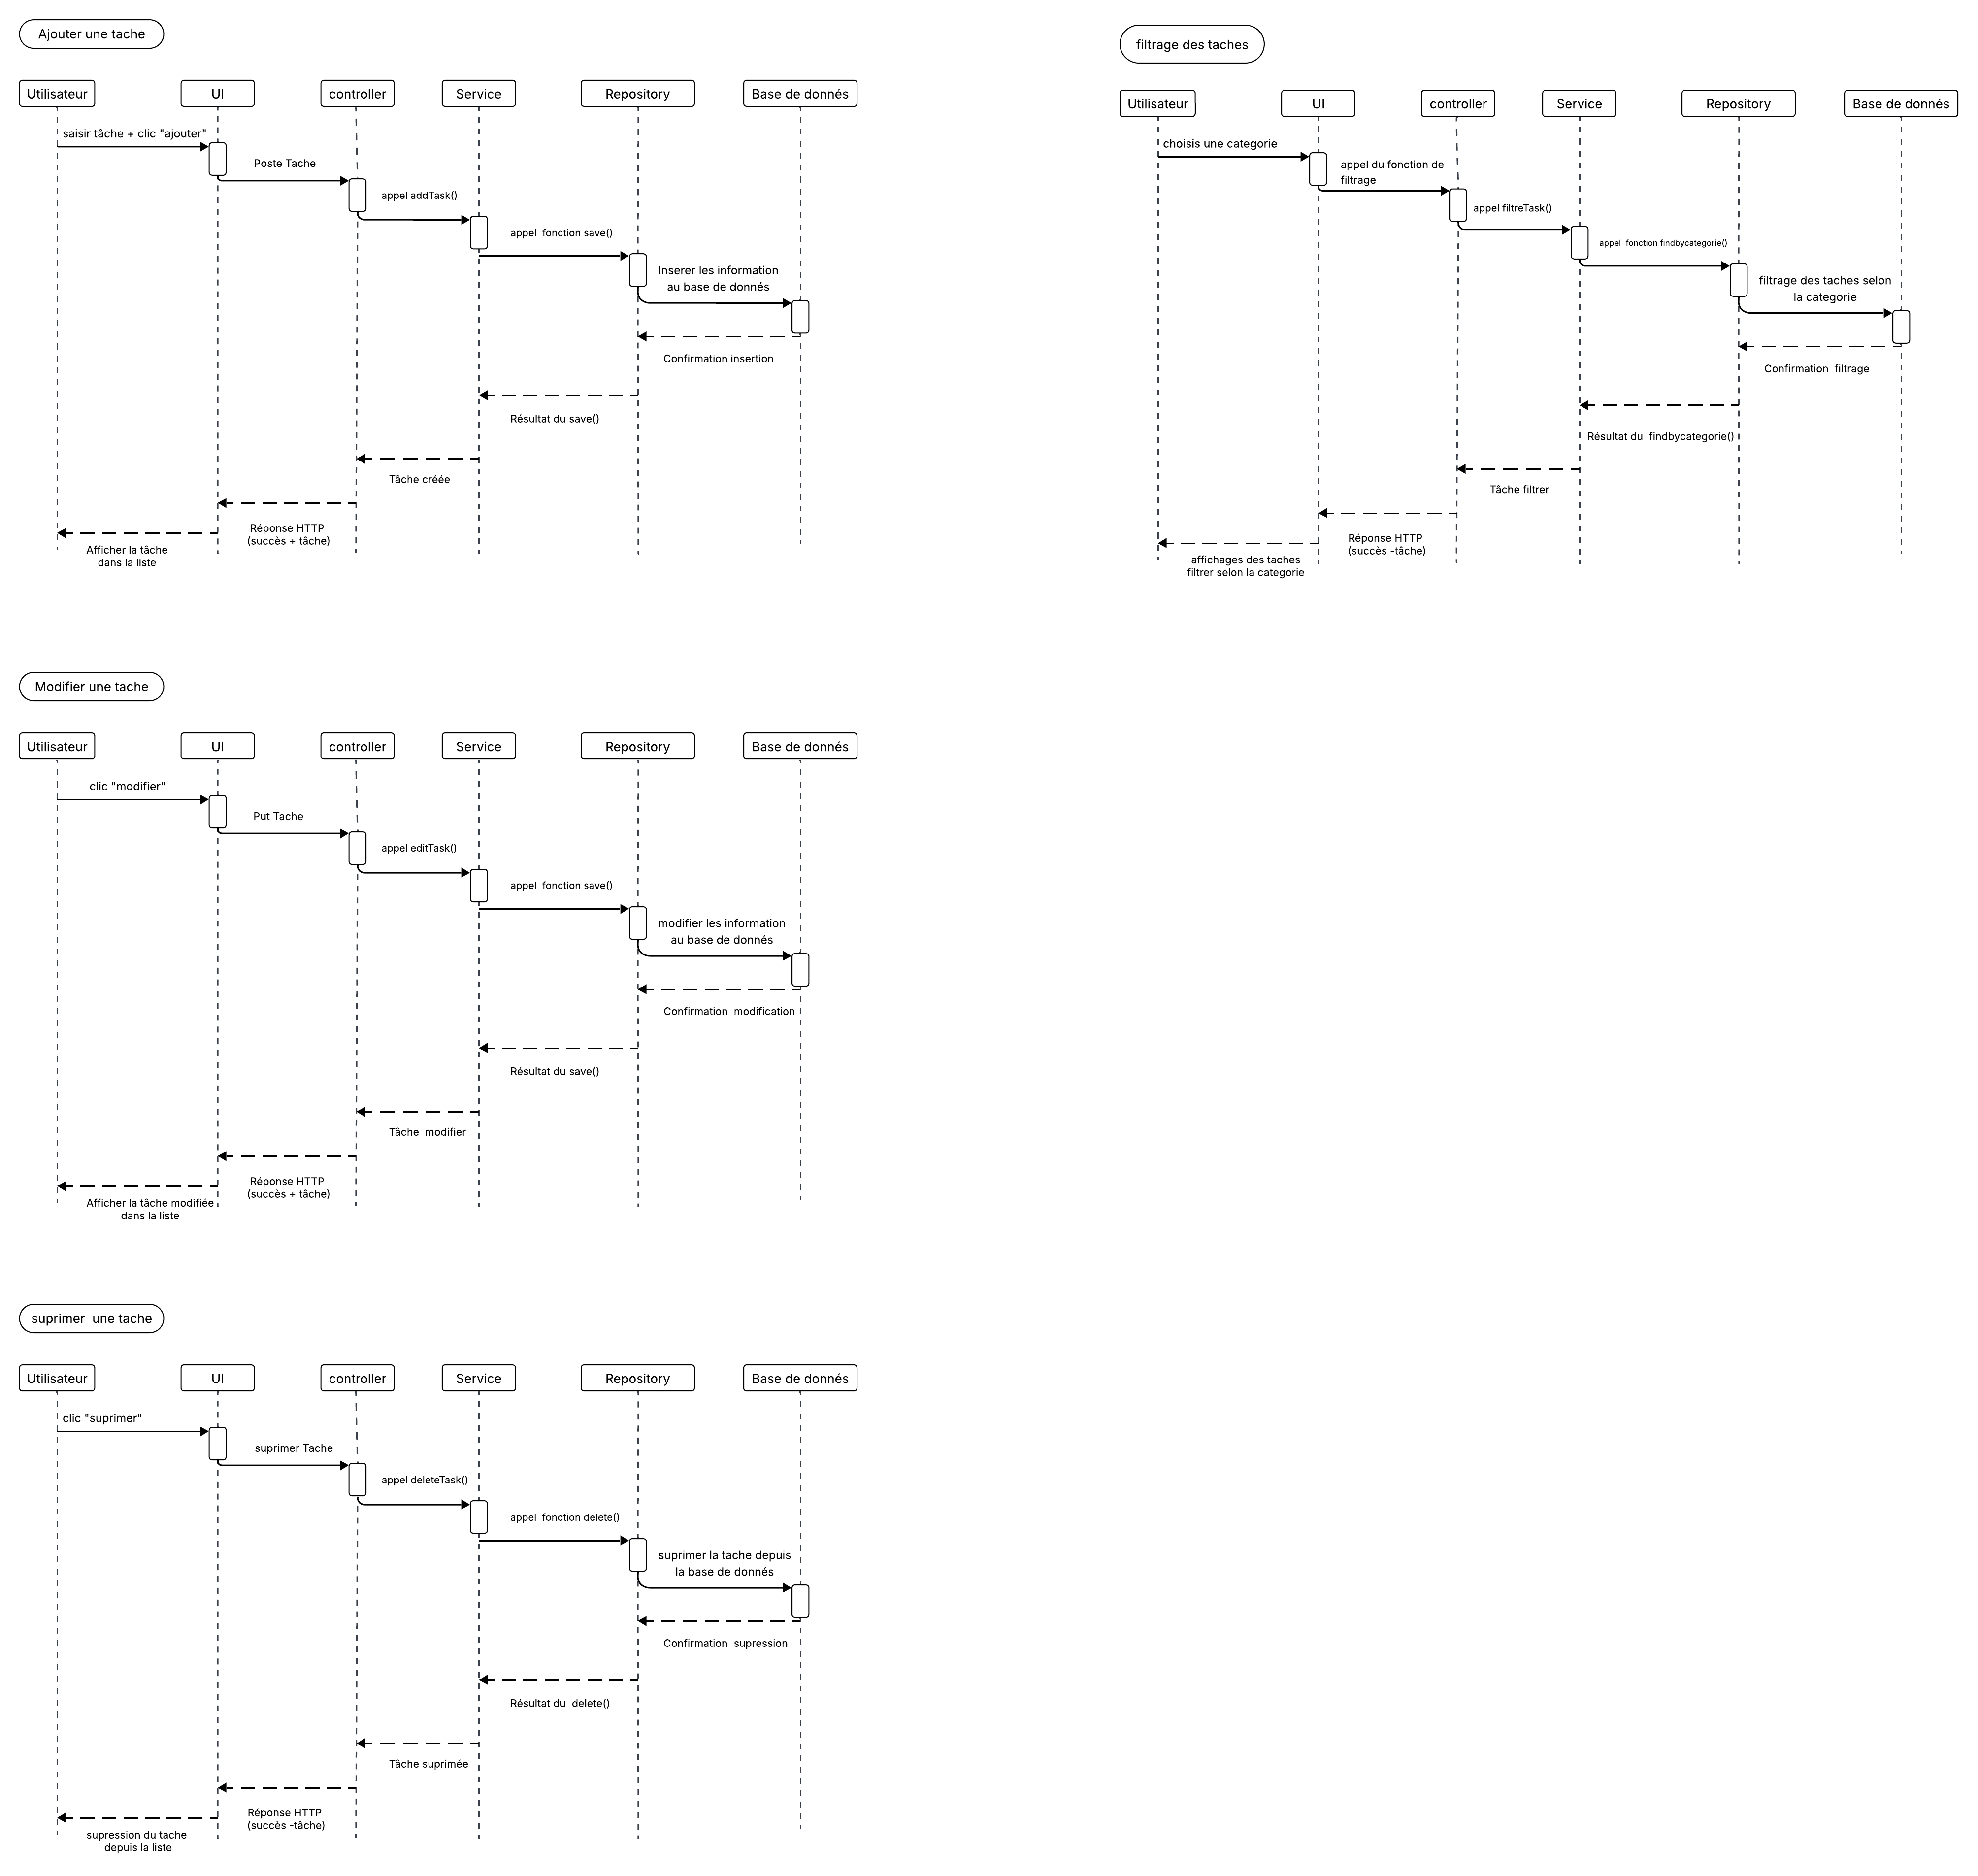 Ajouter une tache
Utilisateur
UI
controller
Service
Repository
Base de donnés
saisir tâche + clic "ajouter"
Poste Tache
appel addTask()
appel  fonction save()
Inserer les information
au base de donnés
Confirmation insertion
Résultat du save()
Tâche créée
Réponse HTTP
(succès + tâche)
Afficher la tâche
dans la liste
filtrage des taches
Utilisateur
UI
controller
Service
Repository
Base de donnés
choisis une categorie
appel du fonction de
filtrage
appel filtreTask()
appel  fonction findbycategorie()
filtrage des taches selon
la categorie
Confirmation  filtrage
Résultat du  findbycategorie()
Tâche filtrer
Réponse HTTP
(succès -tâche)
affichages des taches
filtrer selon la categorie
Modifier une tache
Utilisateur
UI
controller
Service
Repository
Base de donnés
clic "modifier"
Put Tache
appel editTask()
appel  fonction save()
modifier les information
au base de donnés
Confirmation  modification
Résultat du save()
Tâche  modifier
Réponse HTTP
(succès + tâche)
Afficher la tâche modifiée
dans la liste
suprimer  une tache
Utilisateur
UI
controller
Service
Repository
Base de donnés
clic "suprimer"
suprimer Tache
appel deleteTask()
appel  fonction delete()
suprimer la tache depuis
la base de donnés
Confirmation  supression
Résultat du  delete()
Tâche suprimée
Réponse HTTP
(succès -tâche)
supression du tache
depuis la liste